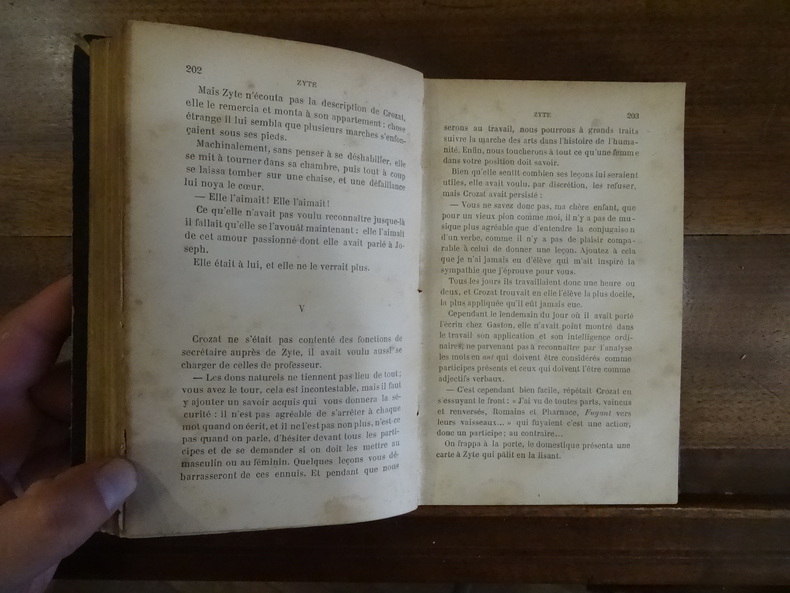 202
ZYTE
Mais Zyte n'écouta pas la description de Crozat,
elle le remercia et monta à son appartement : chose
étrange il lui sembla que plusieurs marches s'enfon-
çaient sous ses pieds.
Machinalement, sans penser à se déshabiller, elle
se mit à tourner dans sa chambre, puis tout à coup
se laissa tomber sur une chaise, et une défaillance
lui noya le cœur.
— Elle l'aimait ! Elle l'aimait !
Ce qu'elle n'avait pas voulu reconnaître jusque-là
il fallait qu'elle se l'avouât maintenant : elle l'aimait
de cet amour passionné dont elle avait parlé à Jo-
seph.
Elle était à lui, et elle ne le verrait plus.
V
Crozat ne s'était pas contenté des fonctions de
secrétaire auprès de Zyte, il avait voulu aussi se
charger de celles de professeur.
— Les dons naturels ne tiennent pas lieu de tout ;
vous avez le tour, cela est incontestable, mais il faut
y ajouter un savoir acquis qui vous donnera la sé-
curité : il n'est pas agréable de s'arrêter à chaque
mot quand on écrit, et il ne l'est pas non plus, n'est-ce
pas quand on parle, d'hésiter devant tous les parti-
cipes et de se demander si on doit les mettre au
masculin ou au féminin. Quelques leçons vous dé-
barrasseront de ces ennuis. Et pendant que nous
ZYTE
203
serons au travail, nous pourrons à grands traits
suivre la marche des arts dans l'histoire de l'huma-
nité. Enfin, nous toucherons à tout ce qu'une femme
dans votre position doit savoir.
Bien qu'elle sentît combien ses leçons lui seraient
utiles, elle avait voulu, par discrétion, les refuser,
mais Crozat avait persisté :
— Vous ne savez donc pas, ma chère enfant, que
pour un vieux pion comme moi, il n'y a pas de mu-
sique plus agréable que d'entendre la conjugaison
d'un verbe, comme il n'y a pas de plaisir compa-
rable à celui de donner une leçon. Ajoutez à cela
que je n'ai jamais eu d'élève qui m'ait inspiré la
sympathie que j'éprouve pour vous.
Tous les jours ils travaillaient donc une heure ou
deux, et Crozat trouvait en elle l'élève la plus docile,
la plus appliquée qu'il eût jamais eue.
Cependant le lendemain du jour où il avait porté
l'écrin chez Gaston, elle n'avait point montré dans
le travail son application et son intelligence ordi-
naires, ne parvenant pas à reconnaître par l'analyse
les mots en ant qui doivent être considérés comme
participes présents et ceux qui doivent l'être comme
adjectifs verbaux.
— C'est cependant bien facile, répétait Crozat en
s'essuyant le front : « J'ai vu de toutes parts, vaincus
et renversés, Romains et Pharnace, Fuyant vers
leurs vaisseaux... » qui fuyaient c'est une action,
donc un participe ; au contraire...
On frappa à la porte, le domestique présenta une
carte à Zyte qui pâlit en la lisant.